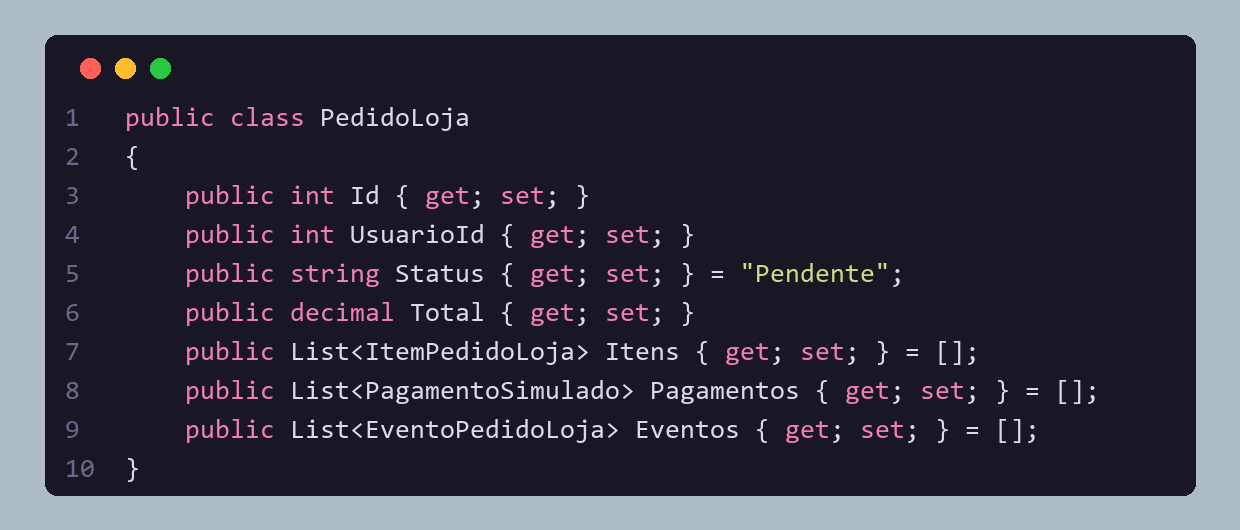 1 public class PedidoLoja
2 {
3 public int Id { get; set; }
4 public int UsuarioId { get; set; }
5 public string Status { get; set; } = "Pendente";
6 public decimal Total { get; set; }
7 public List<ItemPedidoLoja> Itens { get; set; } = [];
8 public List<PagamentoSimulado> Pagamentos { get; set; } = [];
9 public List<EventoPedidoLoja> Eventos { get; set; } = [];
10 }